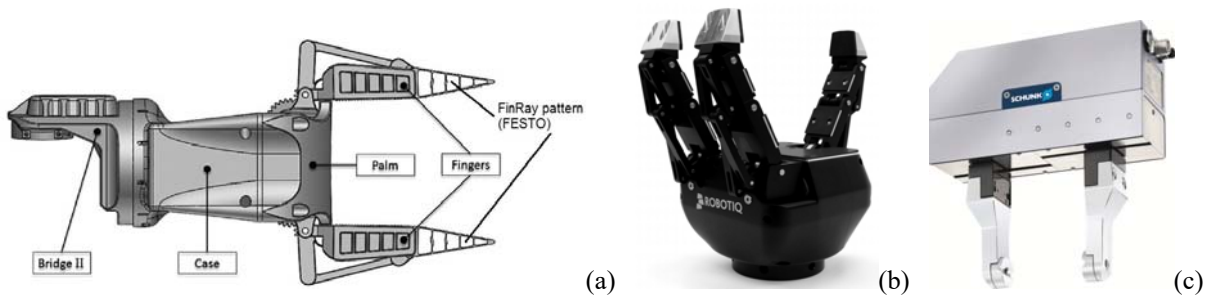 FinRay pattern
(FESTO)
Palm
Fingers
Bridge II
Case
(a)
ROBOTIQ
(b)
SCHUNK
(c)